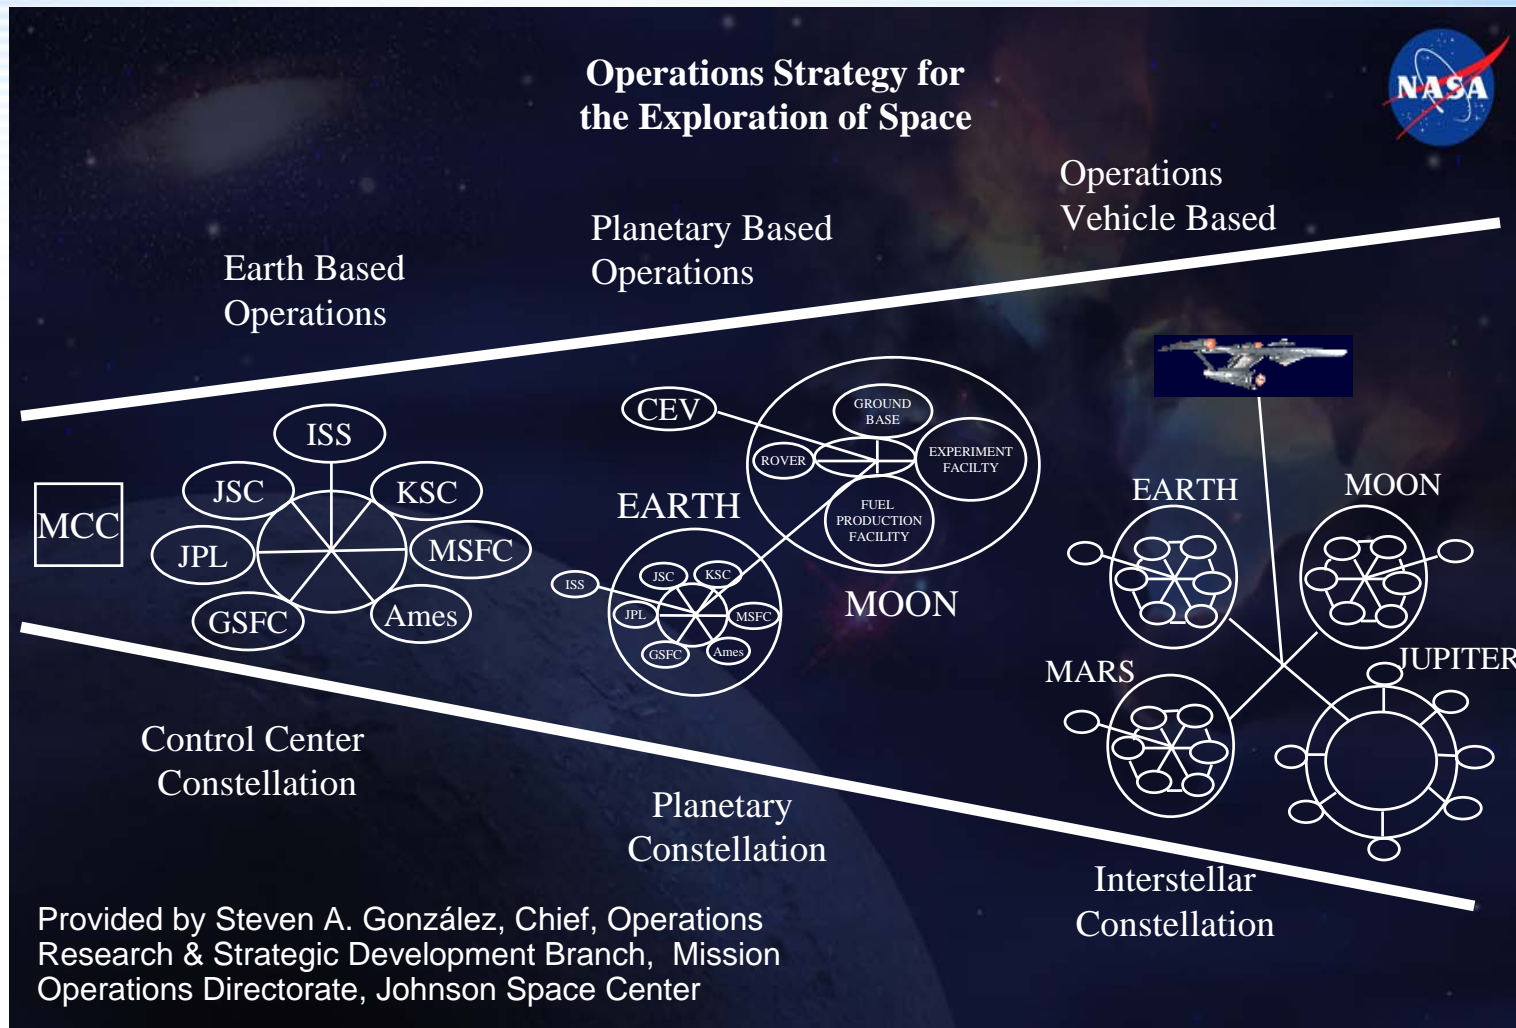 Operations Strategy for
the Exploration of Space
NASA
Operations
Vehicle Based
Planetary Based
Operations
Earth Based
Operations
MCC
ISS
JSC
KSC
JPL
MSFC
GSFC
Ames
CEV
GROUND
BASE
ROVER
EXPERIMENT
FACILTY
FUEL
PRODUCTION
FACILITY
MOON
EARTH
ISS
JSC
KSC
JPL
MSFC
GSFC
Ames
EARTH
MOON
MARS
JUPITER
Control Center
Constellation
Planetary
Constellation
Interstellar
Constellation
Provided by Steven A. González, Chief, Operations
Research & Strategic Development Branch, Mission
Operations Directorate, Johnson Space Center